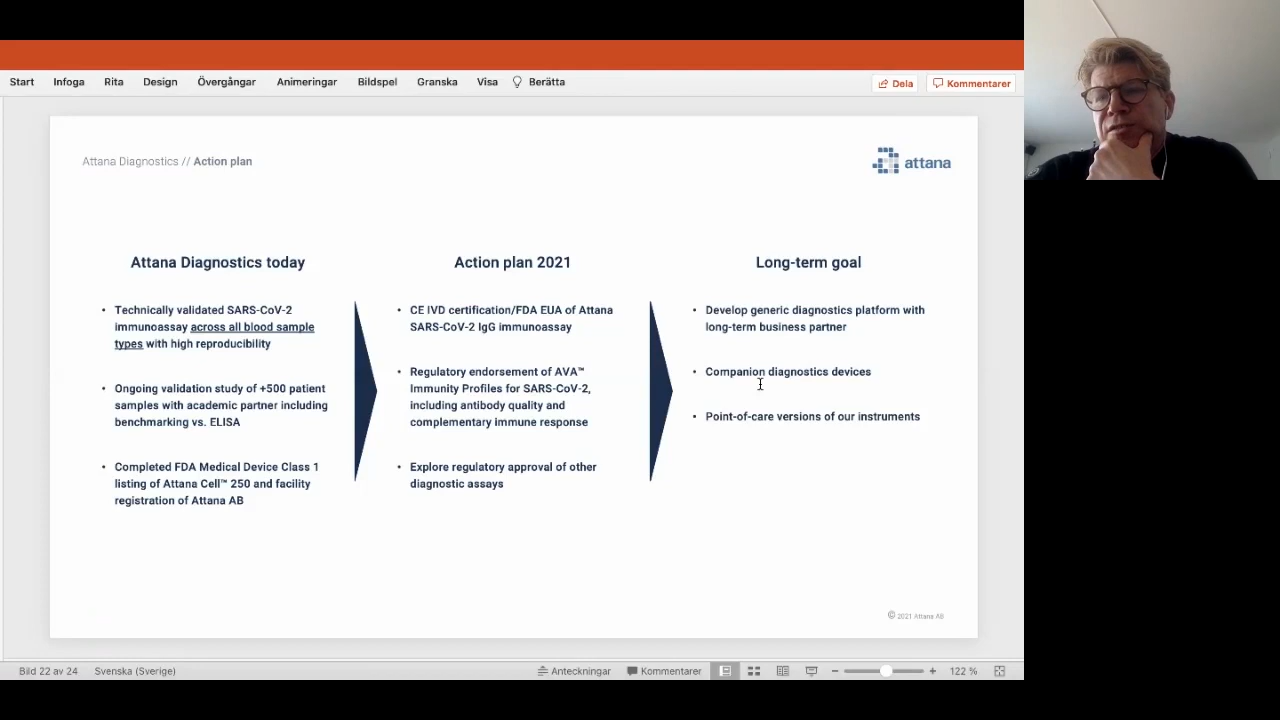 Start Infoga Rita Design Övergångar Animeringar Bildspel Granska Visa Berätta Dela Kommentarer
Attana Diagnostics // Action plan
attana
Attana Diagnostics today
Technically validated SARS-CoV-2
immunoassay across all blood sample
types with high reproducibility
Ongoing validation study of +500 patient
samples with academic partner including
benchmarking vs. ELISA
Completed FDA Medical Device Class 1
listing of Attana Cell™ 250 and facility
registration of Attana AB
Action plan 2021
CE IVD certification/FDA EUA of Attana
SARS-CoV-2 IgG immunoassay
Regulatory endorsement of AVA™
Immunity Profiles for SARS-CoV-2,
including antibody quality and
complementary immune response
Explore regulatory approval of other
diagnostic assays
Long-term goal
Develop generic diagnostics platform with
long-term business partner
Companion diagnostics devices
Point-of-care versions of our instruments
© 2021 Attana AB
Bild 22 av 24 Svenska (Sverige) Anteckningar Kommentarer 122 %